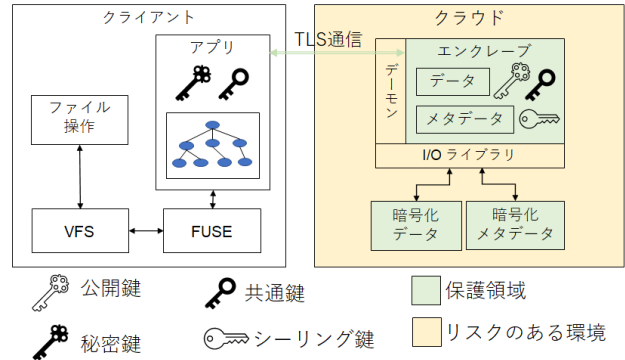 クライアント
アプリ
ファイル
操作
VFS
FUSE
TLS通信
クラウド
エンクレーブ
デーモン
データ
メタデータ
I/O ライブラリ
暗号化
データ
暗号化
メタデータ
公開鍵
共通鍵
保護領域
秘密鍵
シーリング鍵
リスクのある環境